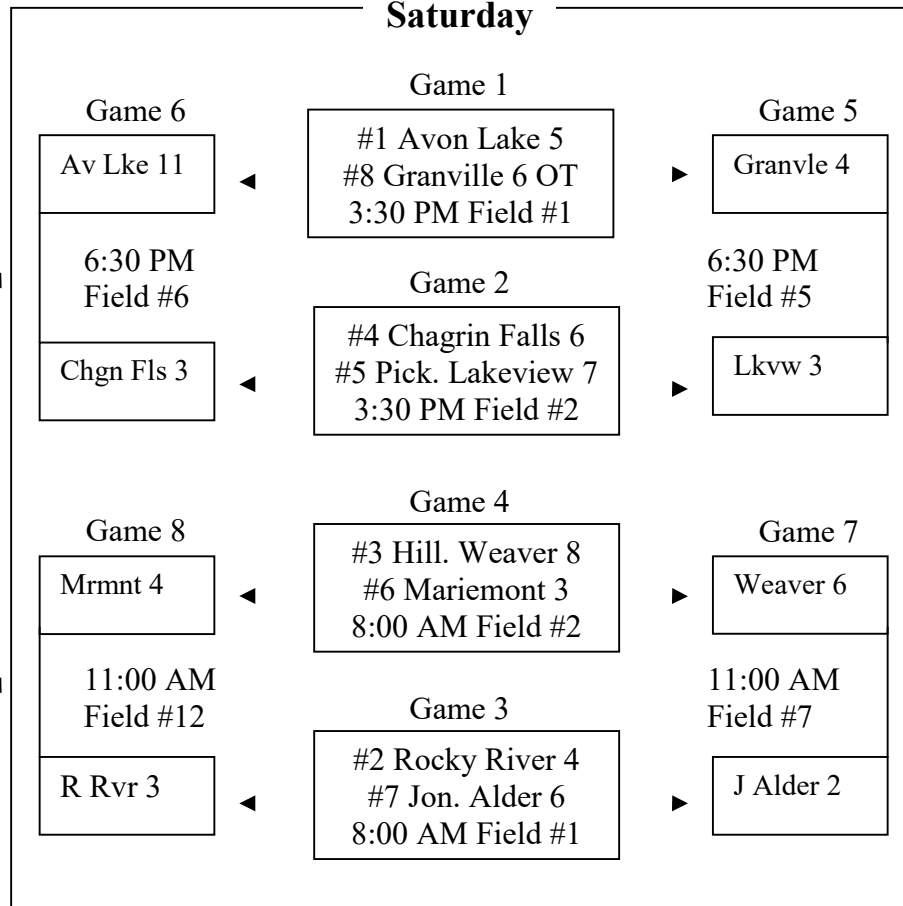 Saturday
Game 1
Game 6
Game 5
#1 Avon Lake 5
#8 Granville 6 OT
3:30 PM Field #1
Av Lke 11
Granvle 4
6:30 PM
Field #6
6:30 PM
Field #5
Game 2
#4 Chagrin Falls 6
#5 Pick. Lakeview 7
3:30 PM Field #2
Chgn Fls 3
Lkvw 3
Game 4
Game 8
Game 7
#3 Hill. Weaver 8
#6 Mariemont 3
8:00 AM Field #2
Mrmnt 4
Weaver 6
11:00 AM
Field #12
11:00 AM
Field #7
Game 3
#2 Rocky River 4
#7 Jon. Alder 6
8:00 AM Field #1
R Rvr 3
J Alder 2